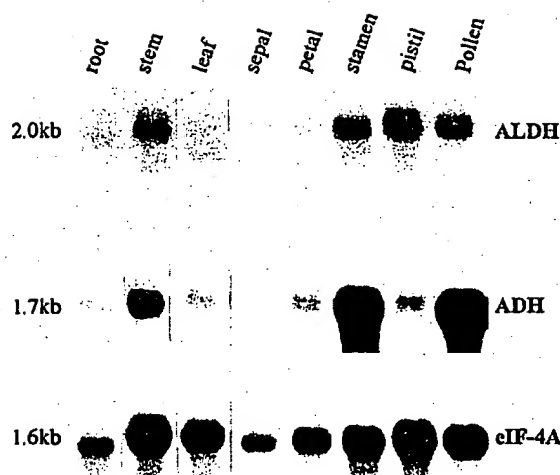 root stem leaf sepal petal stamen pistil Pollen
2.0kb ALDH
1.7kb ADH
1.6kb eIF-4A